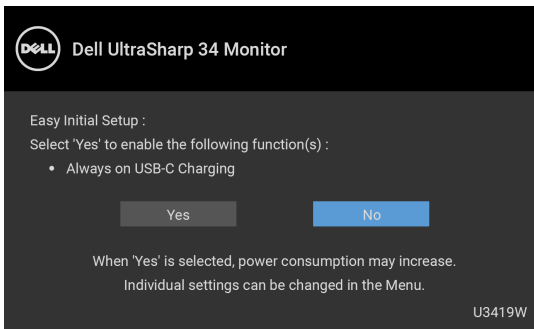 DELL
Dell UltraSharp 34 Monitor
Easy Initial Setup :
Select 'Yes' to enable the following function(s) :
• Always on USB-C Charging
Yes
No
When 'Yes' is selected, power consumption may increase.
Individual settings can be changed in the Menu.
U3419W